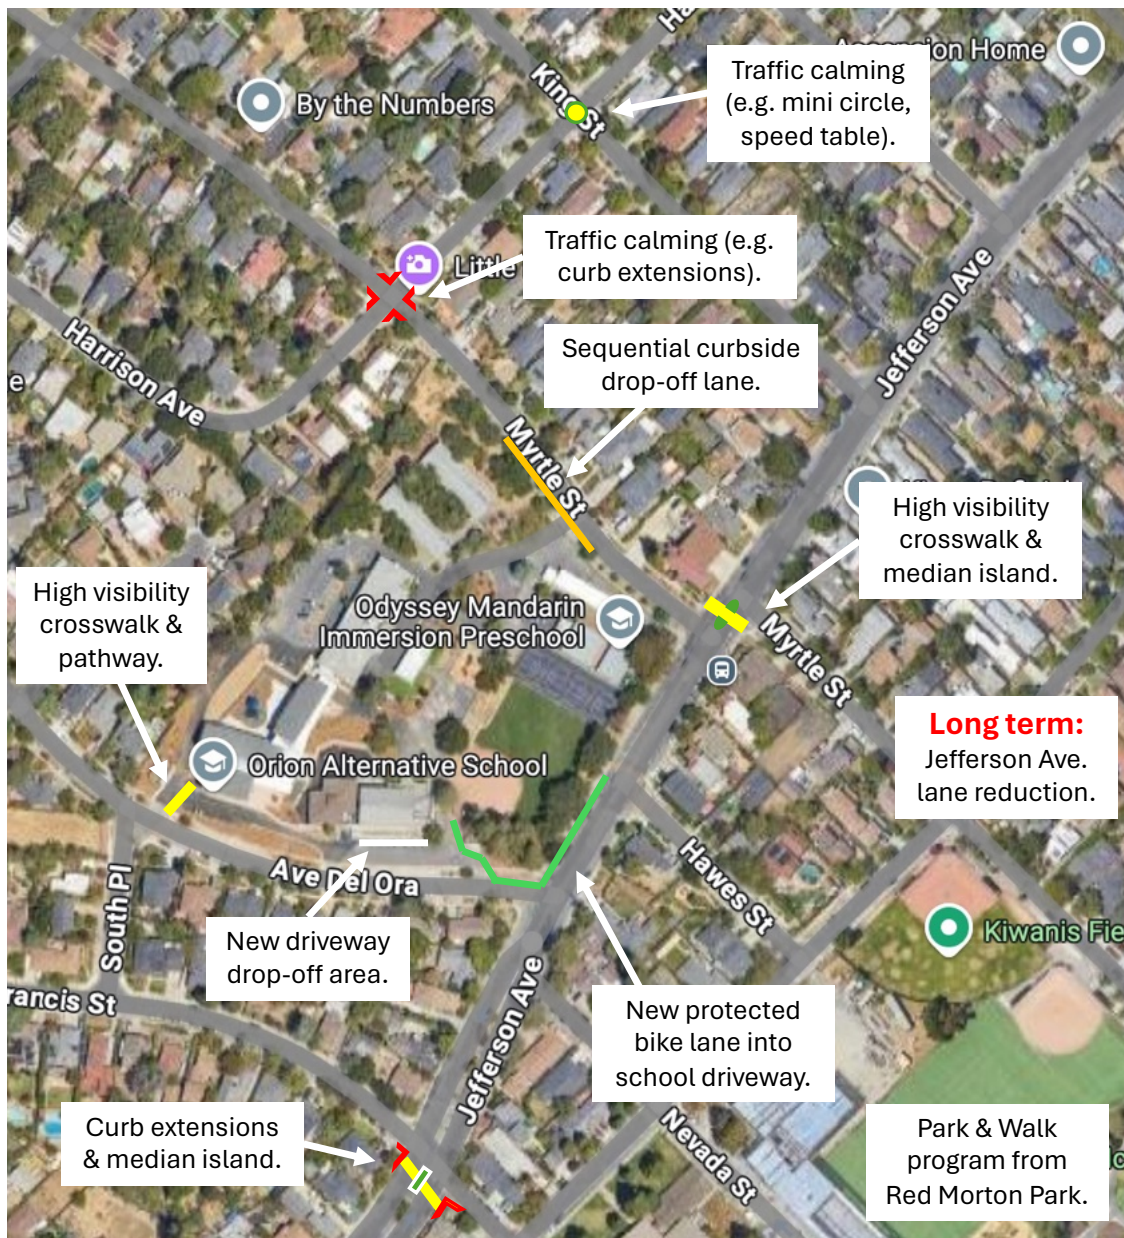 Ha
King St
Ascension Home
By the Numbers
Traffic calming
(e.g. mini circle,
speed table).
Traffic calming (e.g.
curb extensions).
Little
Jefferson Ave
Harrison Ave
e
Sequential curbside
drop-off lane.
Myrtle St
High visibility
crosswalk &
median island.
High visibility
crosswalk &
pathway.
Odyssey Mandarin
Immersion Preschool
Myrtle St
Long term:
Jefferson Ave.
lane reduction.
Orion Alternative School
Ave Del Ora
South Pl
Hawes St
New driveway
drop-off area.
Kiwanis Fie
rancis St
Jefferson Ave
New protected
bike lane into
school driveway.
Curb extensions
& median island.
Nevada St
Park & Walk
program from
Red Morton Park.